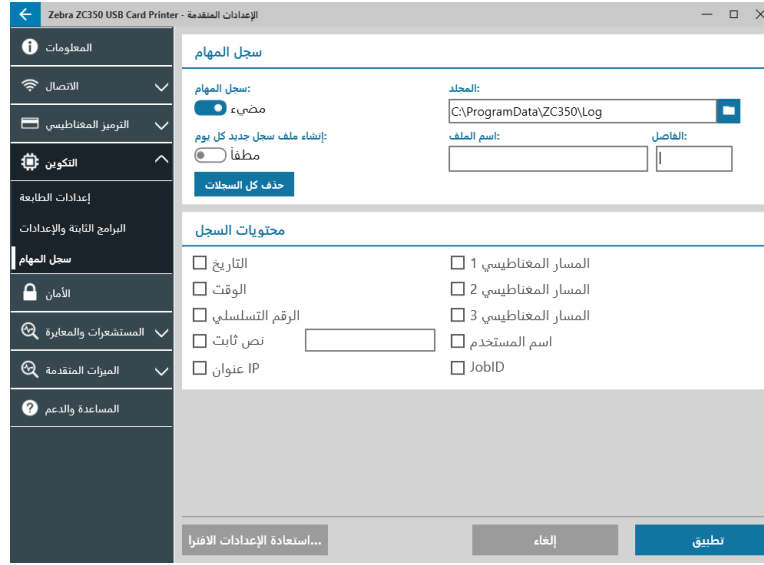 Zebra ZC350 USB Card Printer - الإعدادات المتقدمة
المعلومات
الاتصال
الترميز المغناطيسي
التكوين
إعدادات الطابعة
البرامج الثابتة والإعدادات
سجل المهام
الأمان
المستشعرات والمعايرة
الميزات المتقدمة
المساعدة والدعم
سجل المهام
سجل المهام:
مضيء
المجلد:
C:\ProgramData\ZC350\Log
إنشاء ملف سجل جديد كل يوم:
مطفأ
اسم الملف:
الفاصل:
حذف كل السجلات
محتويات السجل
التاريخ
المسار المغناطيسي 1
الوقت
المسار المغناطيسي 2
الرقم التسلسلي
المسار المغناطيسي 3
نص ثابت
اسم المستخدم
عنوان IP
JobID
استعادة الإعدادات الافترا...
إلغاء
تطبيق